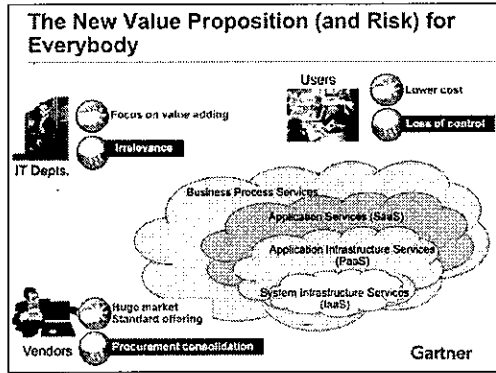 The New Value Proposition (and Risk) for
Everybody
Users
Lower cost
Loss of control
Focus on value adding
Irrelevance
IT Depts.
Business Process Services
Application Services (SaaS)
Application Infrastructure Services
(PaaS)
System Infrastructure Services
(IaaS)
Huge market
Standard offering
Procurement consolidation
Vendors
Gartner